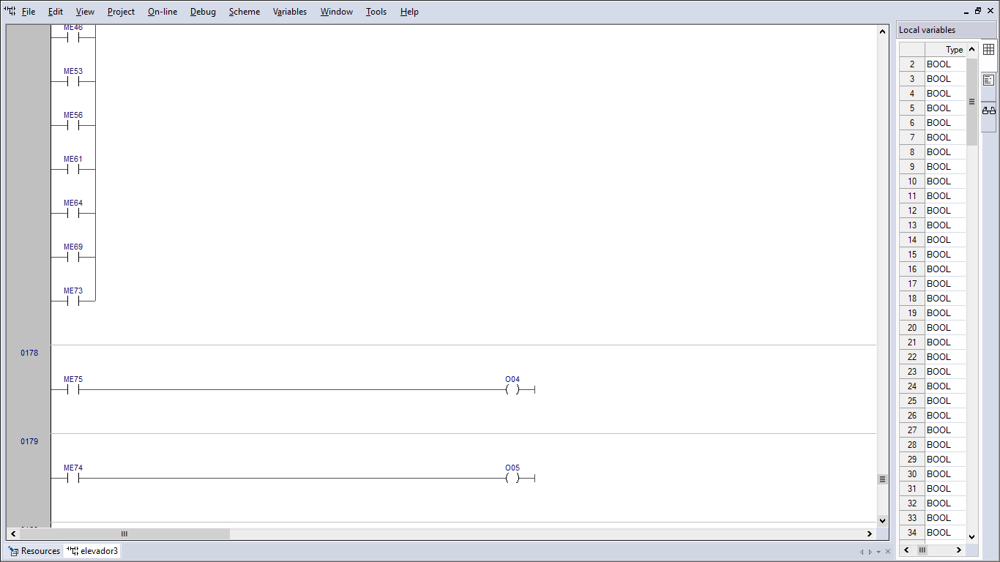 File Edit View Project On-line Debug Scheme Variables Window Tools Help
ME46
ME53
ME56
ME61
ME64
ME69
ME73
0178
ME75 O04
0179
ME74 O05
Resources elevador3
Local variables
Type
2 BOOL
3 BOOL
4 BOOL
5 BOOL
6 BOOL
7 BOOL
8 BOOL
9 BOOL
10 BOOL
11 BOOL
12 BOOL
13 BOOL
14 BOOL
15 BOOL
16 BOOL
17 BOOL
18 BOOL
19 BOOL
20 BOOL
21 BOOL
22 BOOL
23 BOOL
24 BOOL
25 BOOL
26 BOOL
27 BOOL
28 BOOL
29 BOOL
30 BOOL
31 BOOL
32 BOOL
33 BOOL
34 BOOL